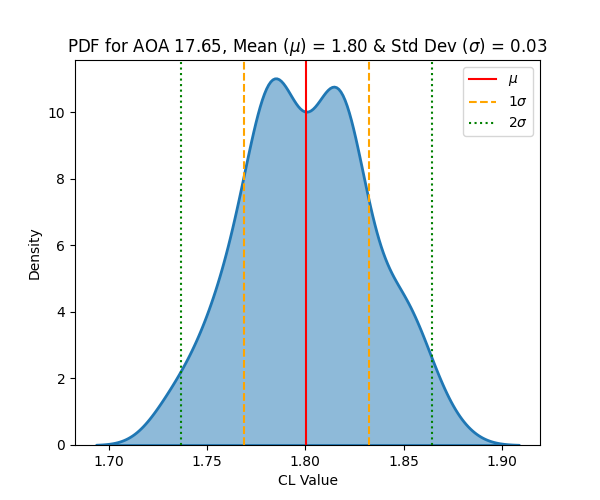 PDF for AOA 17.65, Mean (μ) = 1.80 & Std Dev (σ) = 0.03
μ
1σ
2σ
10
8
6
4
2
0
Density
1.70 1.75 1.80 1.85 1.90
CL Value